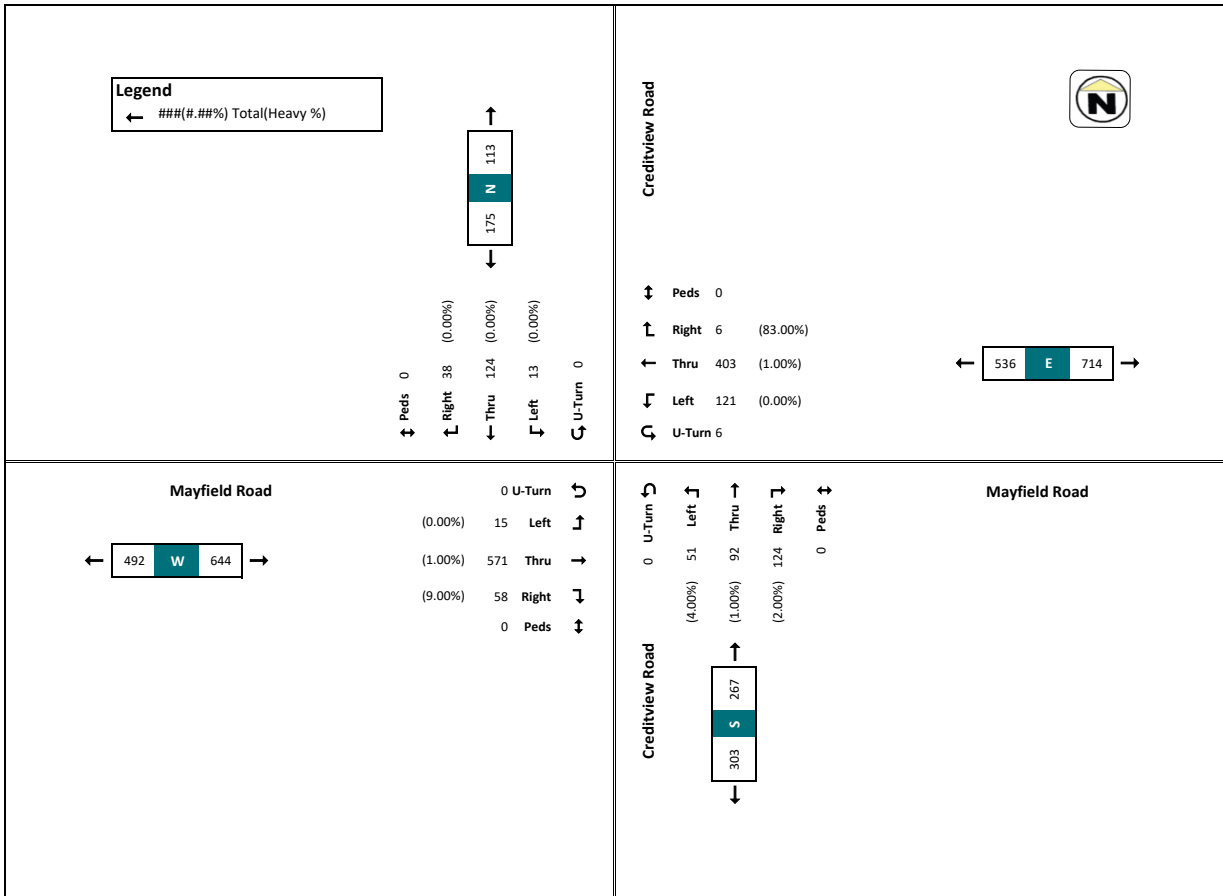 Legend
###(#.##%) Total(Heavy %)
113
N
175
Peds 0
Right 38 (0.00%)
Thru 124 (0.00%)
Left 13 (0.00%)
U-Turn 0
Creditview Road
N
Peds 0
Right 6 (83.00%)
Thru 403 (1.00%)
Left 121 (0.00%)
U-Turn 6
536 E 714
Mayfield Road
492 W 644
0 U-Turn
(0.00%) 15 Left
(1.00%) 571 Thru
(9.00%) 58 Right
0 Peds
0 U-Turn
(4.00%) 51 Left
(1.00%) 92 Thru
(2.00%) 124 Right
0 Peds
Mayfield Road
Creditview Road
267
S
303